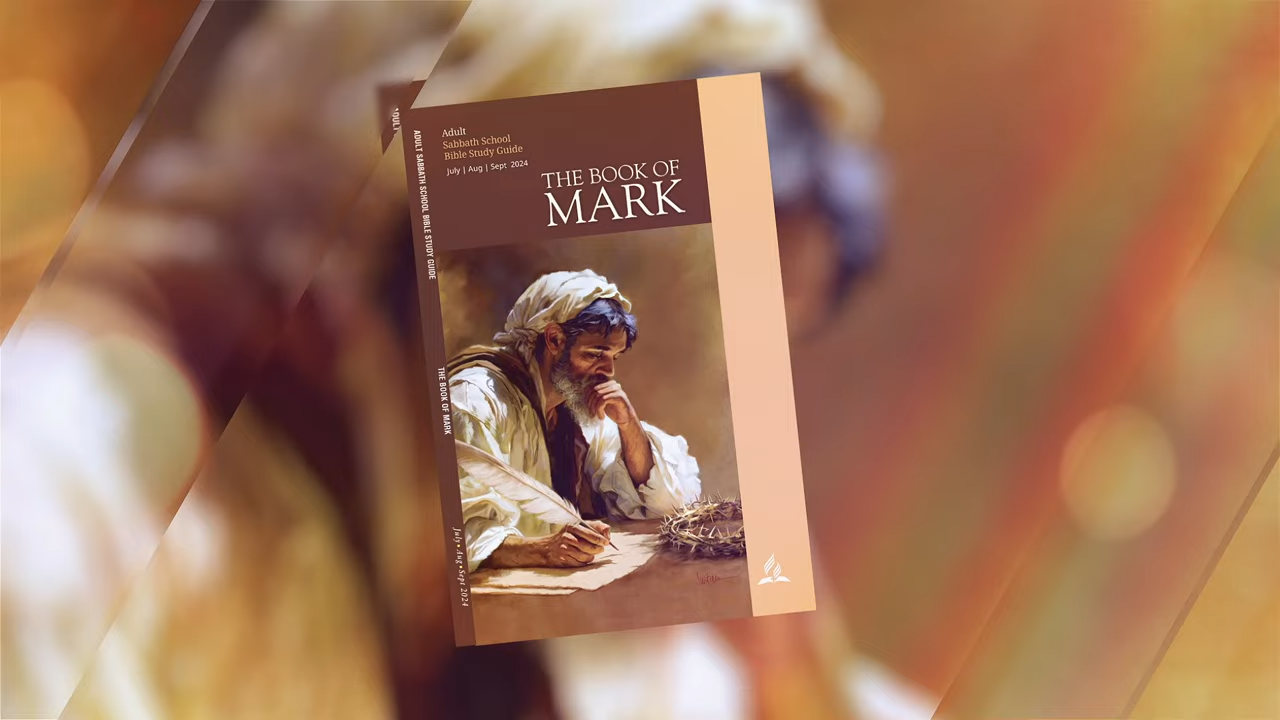 Adult
Sabbath School
Bible Study Guide
July | Aug | Sept 2024
THE BOOK OF
MARK
ADULT SABBATH SCHOOL BIBLE STUDY GUIDE
THE BOOK OF MARK
July • Aug • Sept 2024